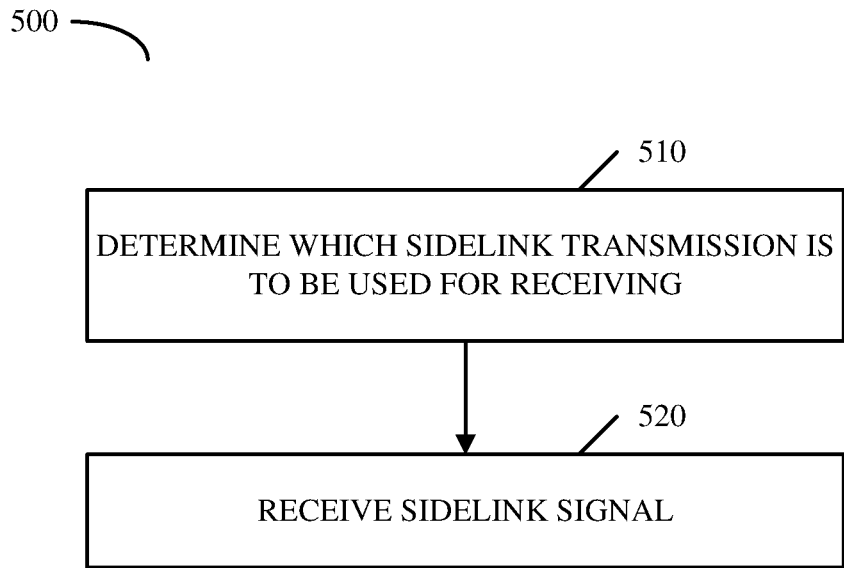 500
510
DETERMINE WHICH SIDELINK TRANSMISSION IS
TO BE USED FOR RECEIVING
520
RECEIVE SIDELINK SIGNAL